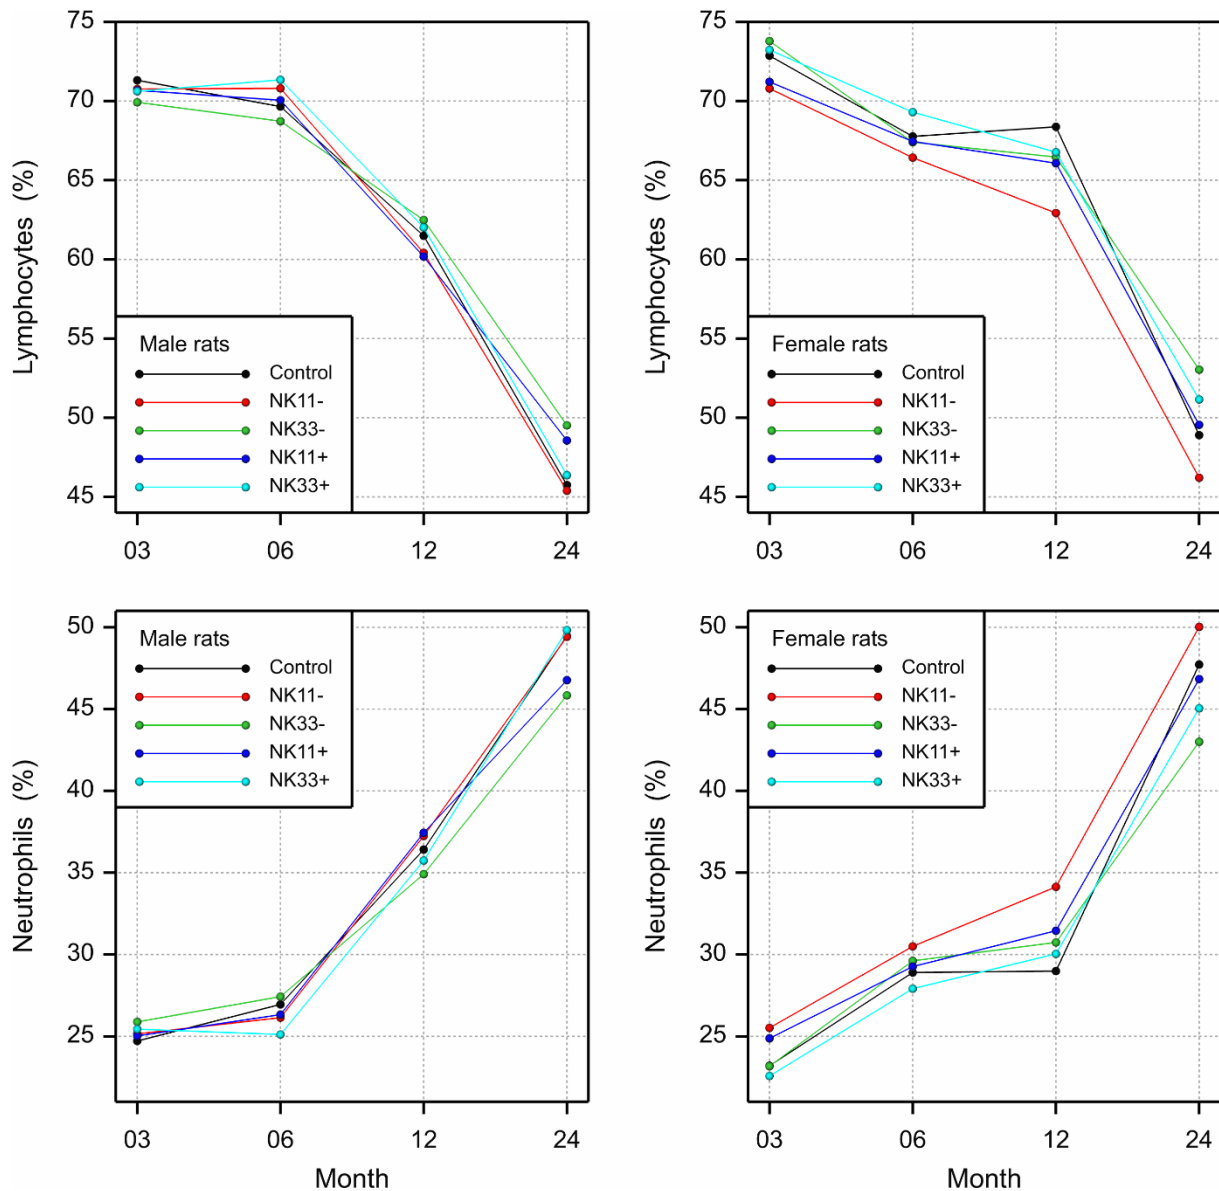 75
70
65
60
55
50
45
Lymphocytes (%)
Male rats
Control
NK11-
NK33-
NK11+
NK33+
03 06 12 24
75
70
65
60
55
50
45
Lymphocytes (%)
Female rats
Control
NK11-
NK33-
NK11+
NK33+
03 06 12 24
50
45
40
35
30
25
Neutrophils (%)
Male rats
Control
NK11-
NK33-
NK11+
NK33+
03 06 12 24
Month
50
45
40
35
30
25
Neutrophils (%)
Female rats
Control
NK11-
NK33-
NK11+
NK33+
03 06 12 24
Month